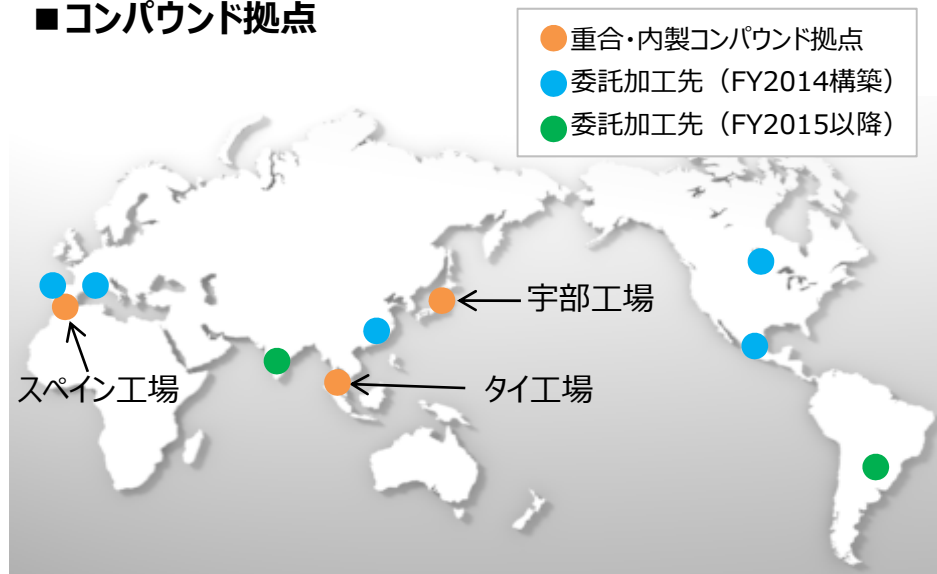 ■コンパウンド拠点
重合・内製コンパウンド拠点
委託加工先（FY2014構築）
委託加工先（FY2015以降）
宇部工場
スペイン工場
タイ工場